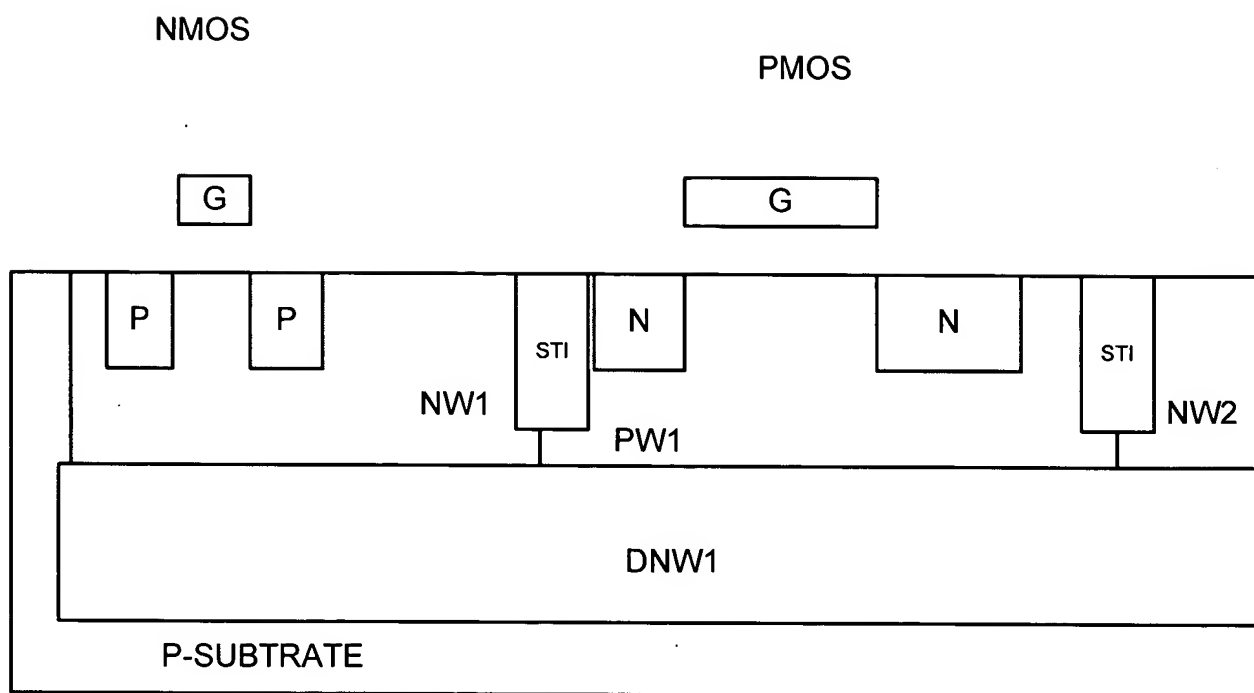 NMOS
PMOS
G
G
P
P
STI
N
N
STI
NW1
PW1
NW2
DNW1
P-SUBTRATE